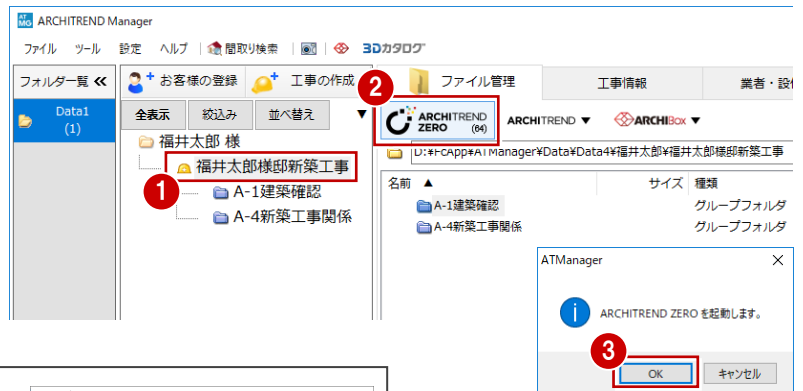 AT MG ARCHITREND Manager
ファイル ツール 設定 ヘルプ 間取り検索 3Dカタログ
フォルダ一覧 ≪ お客様の登録 工事の作成 2 ファイル管理 工事情報 業者・設
Data1
(1)
全表示 絞込み 並べ替え ▼
ARCHITREND
ZERO (64)
ARCHITREND ▼ ARCHIBox ▼
福井太郎 様
D:¥FcApp¥ATManager¥Data¥Data4¥福井太郎¥福井太郎様邸新築工事
福井太郎様邸新築工事
1
名前 ▲ サイズ 種類
A-1建築確認
A-4新築工事関係
A-1建築確認 グループフォルダ
A-4新築工事関係 グループフォルダ
ATManager ×
ARCHITREND ZERO を起動します。
3
OK キャンセル